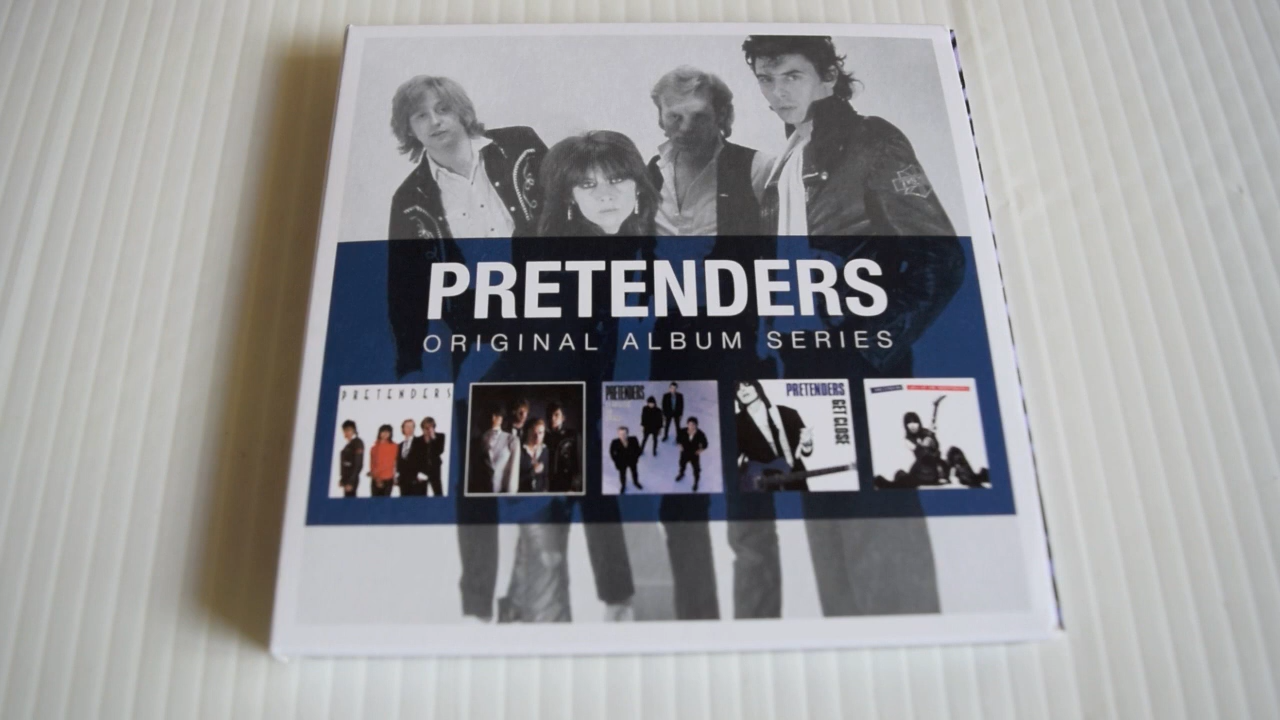 PRETENDERS
ORIGINAL ALBUM SERIES
PRETENDERS
PRETENDERS
PRETENDERS
GET CLOSE